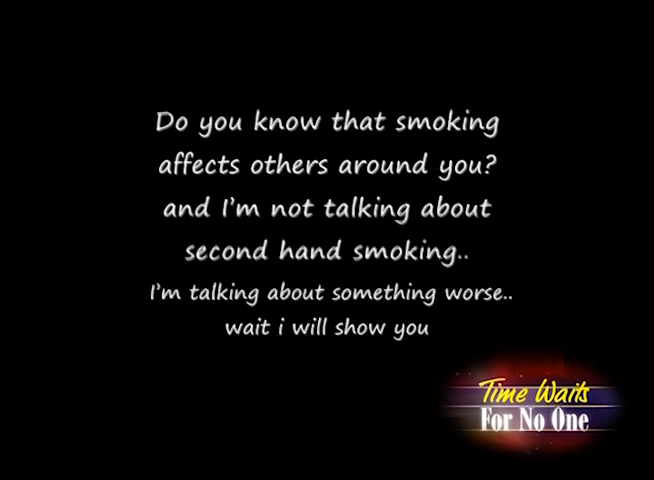 Do you know that smoking
affects others around you?
and I'm not talking about
second hand smoking..
I'm talking about something worse..
wait i will show you
Time Waits
For No One